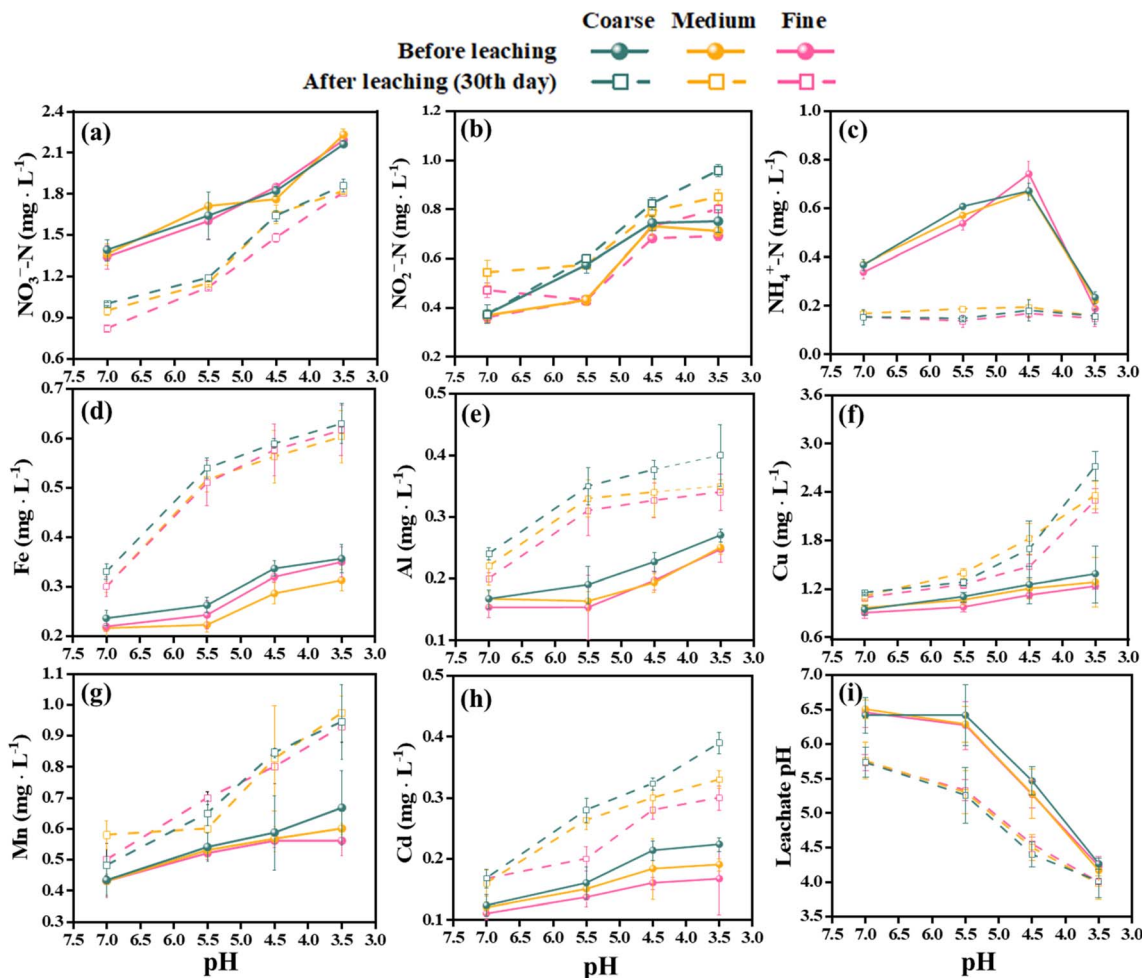 Coarse Medium Fine
Before leaching
After leaching (30th day)
(a)
NO₃⁻-N (mg · L⁻¹)
2.4
2.1
1.8
1.5
1.2
0.9
0.6
7.5 7.0 6.5 6.0 5.5 5.0 4.5 4.0 3.5 3.0
(b)
NO₂⁻-N (mg · L⁻¹)
1.2
1.0
0.8
0.6
0.4
0.2
7.5 7.0 6.5 6.0 5.5 5.0 4.5 4.0 3.5 3.0
(c)
NH₄⁺-N (mg · L⁻¹)
1.0
0.8
0.6
0.4
0.2
0.0
7.5 7.0 6.5 6.0 5.5 5.0 4.5 4.0 3.5 3.0
(d)
Fe (mg · L⁻¹)
0.7
0.6
0.5
0.4
0.3
0.2
7.5 7.0 6.5 6.0 5.5 5.0 4.5 4.0 3.5 3.0
(e)
Al (mg · L⁻¹)
0.5
0.4
0.3
0.2
0.1
7.5 7.0 6.5 6.0 5.5 5.0 4.5 4.0 3.5 3.0
(f)
Cu (mg · L⁻¹)
3.6
3.0
2.4
1.8
1.2
0.6
7.5 7.0 6.5 6.0 5.5 5.0 4.5 4.0 3.5 3.0
(g)
Mn (mg · L⁻¹)
1.1
1.0
0.9
0.8
0.7
0.6
0.5
0.4
0.3
7.5 7.0 6.5 6.0 5.5 5.0 4.5 4.0 3.5 3.0
pH
(h)
Cd (mg · L⁻¹)
0.5
0.4
0.3
0.2
0.1
7.5 7.0 6.5 6.0 5.5 5.0 4.5 4.0 3.5 3.0
pH
(i)
Leachate pH
7.0
6.5
6.0
5.5
5.0
4.5
4.0
3.5
7.5 7.0 6.5 6.0 5.5 5.0 4.5 4.0 3.5 3.0
pH